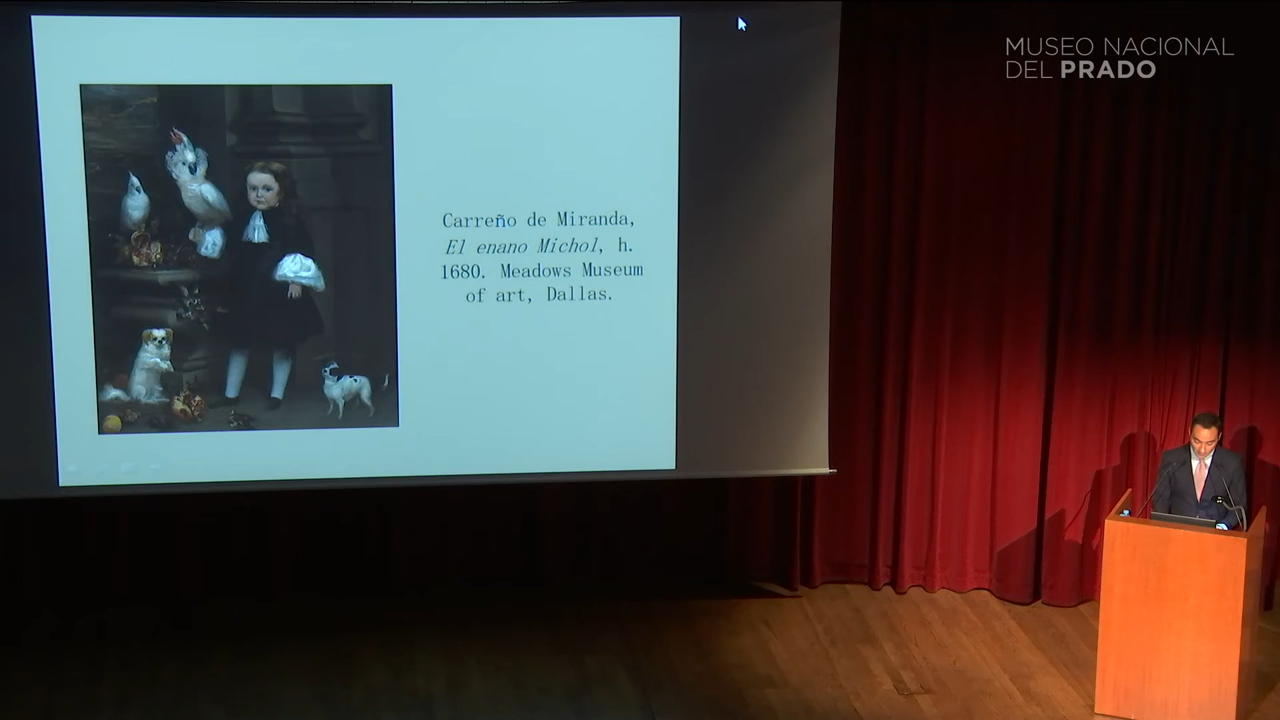 MUSEO NACIONAL
DEL PRADO
Carreño de Miranda,
El enano Michol, h.
1680. Meadows Museum
of art, Dallas.